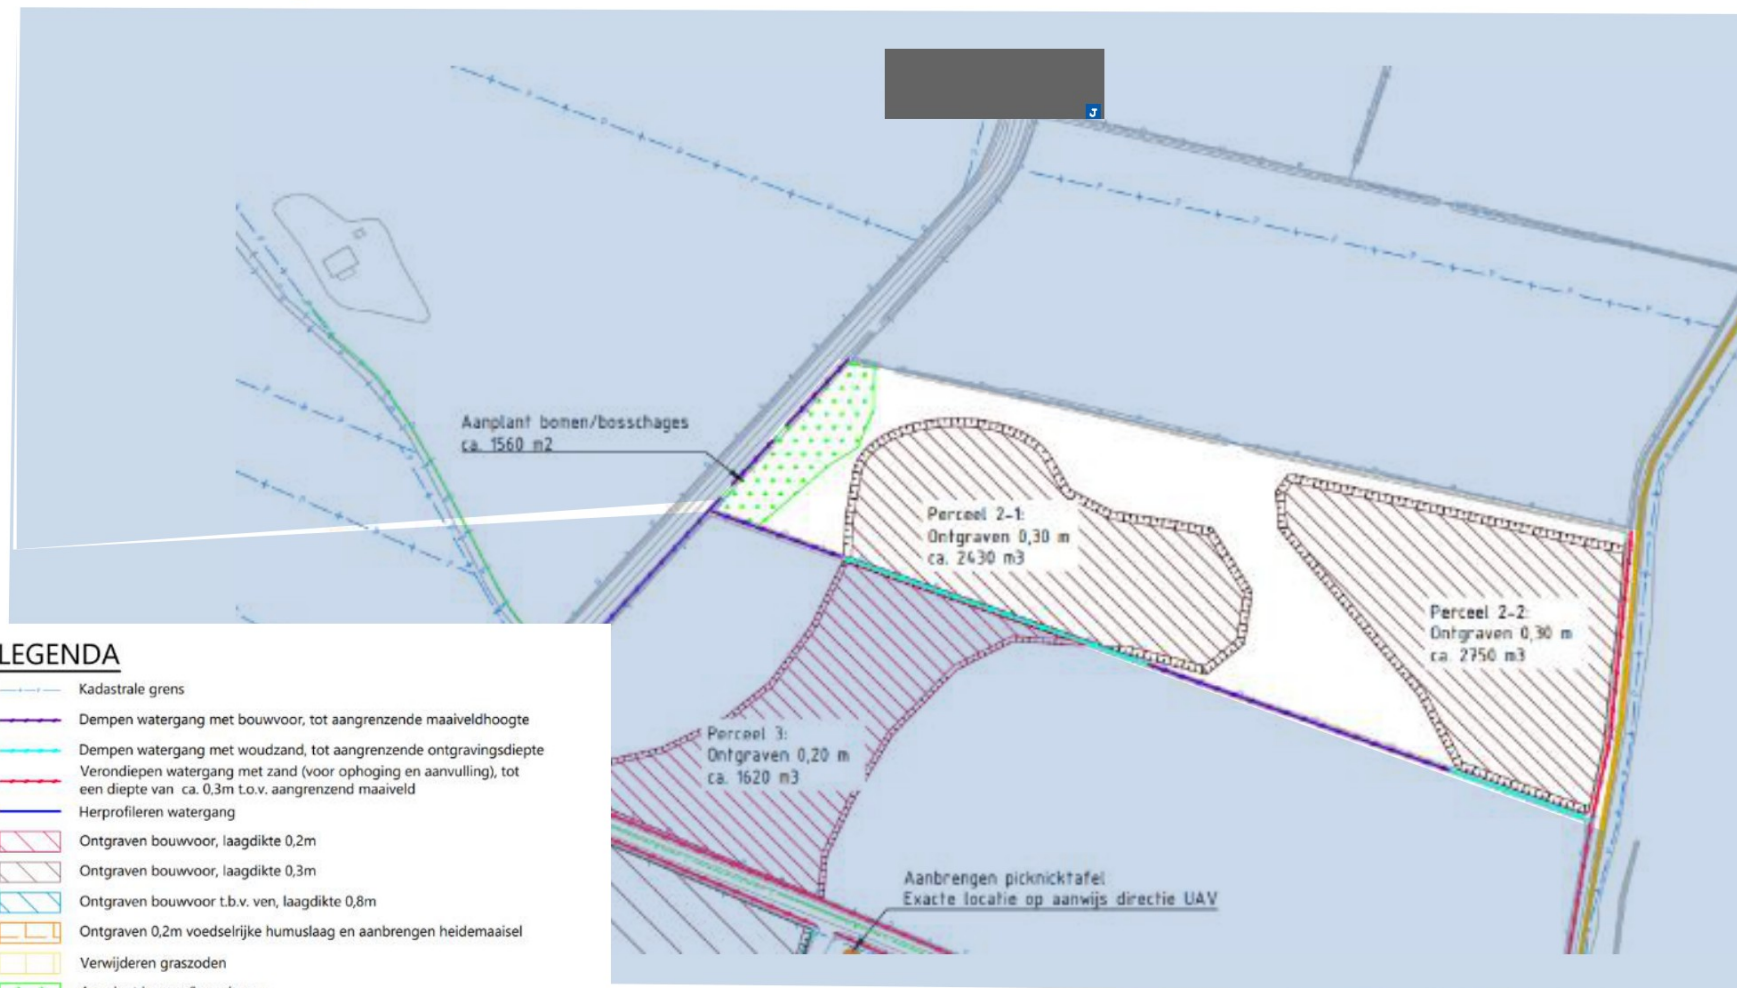 J
Aanplant bomen/bosschages
ca. 1560 m2
Perceel 2-1:
Ontgraven 0,30 m
ca. 2430 m3
Perceel 2-2:
Ontgraven 0,30 m
ca. 2750 m3
Perceel 3:
Ontgraven 0,20 m
ca. 1620 m3
Aanbrengen picknicktafel
Exacte locatie op aanwijs directie UAV
LEGENDA
Kadastrale grens
Dempen watergang met bouwvoor, tot aangrenzende maaiveldhoogte
Dempen watergang met woudzand, tot aangrenzende ontgravingsdiepte
Verondiepen watergang met zand (voor ophoging en aanvulling), tot
een diepte van ca. 0,3m t.o.v. aangrenzend maaiveld
Herprofileren watergang
Ontgraven bouwvoor, laagdikte 0,2m
Ontgraven bouwvoor, laagdikte 0,3m
Ontgraven bouwvoor t.b.v. ven, laagdikte 0,8m
Ontgraven 0,2m voedselrijke humuslaag en aanbrengen heidemaaisel
Verwijderen graszoden